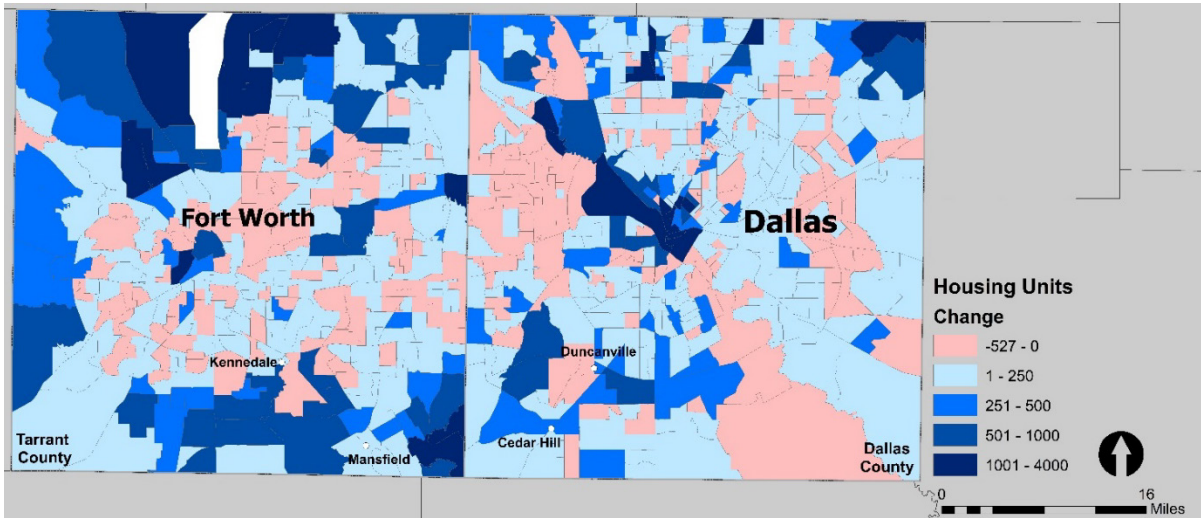 Fort Worth
Dallas
Kennedale
Duncanville
Tarrant
County
Mansfield
Cedar Hill
Dallas
County
Housing Units
Change
-527 - 0
1 - 250
251 - 500
501 - 1000
1001 - 4000
0 16
Miles